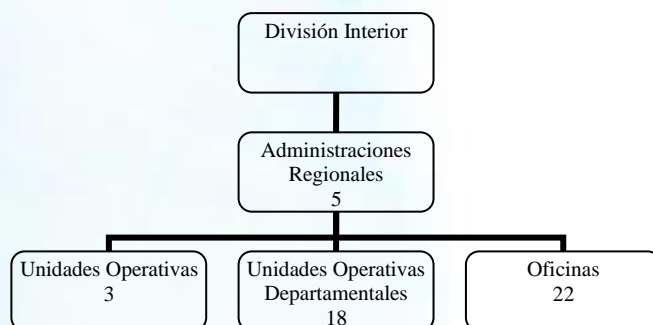 División Interior
Administraciones
Regionales
5
Unidades Operativas
3
Unidades Operativas
Departamentales
18
Oficinas
22